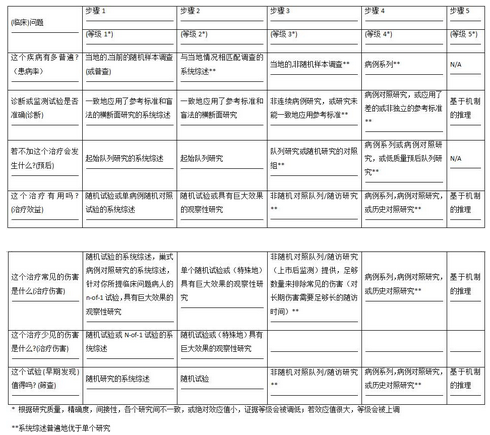 (临床)问题
步骤 1
步骤 2
步骤 3
步骤 4
步骤 5
(等级 1*)
(等级 2*)
(等级 3*)
(等级 4*)
(等级 5*)
这个疾病有多普遍?
(患病率)
当地的,当前的随机样本调查
(或普查)
与当地情况相匹配调查的
系统综述**
当地的,非随机样本调查**
病例系列**
N/A
诊断或监测试验是否
准确(诊断)
一致地应用了参考标准和盲
法的横断面研究的系统综述
一致地应用了参考标准和盲
法的横断面研究
非连续病例研究，或研究未
能一致地应用参考标准**
病例对照研究，或应用了
差的或非独立的参考标准
**
基于机制
的推理
若不加这个治疗会发
生什么?(预后)
起始队列研究的系统综述
起始队列研究
队列研究或随机研究的对照
组**
病例系列或病例对照研
究，或低质量预后队列研
究**
N/A
这个治疗有用吗?
(治疗效益)
随机试验或单病例随机对照
试验的系统综述
随机试验或具有巨大效果
的观察性研究
非随机对照队列/随访研究
**
病例系列,病例对照研究，
或历史对照研究**
基于机制
的推理
这个治疗常见的伤害
是什么(治疗伤害)
随机试验的系统综述，巢式
病例对照研究的系统综述，
针对你所提临床问题病人的
n-of-1 试验,具有巨大效果的
观察性研究
单个随机试验或 (特殊地)
具有巨大效果的观察性研
究
非随机对照队列/随访研究
(上市后监测) 提供，足够
数量来排除常见的伤害 (对
长期伤害需要足够长的随访
时间) **
病例系列,病例对照研究，
或历史对照研究**
基于机制
的推理
这个治疗少见的伤害
是什么?(治疗伤害)
随机试验或 N-of-1 试验的系
统综述
随机试验或 (特殊地) 具有
巨大效果的观察性研究
这个试验(早期发现)
值得吗?(筛查)
随机研究的系统综述
随机试验
非随机对照队列/随访研究
**
病例系列,病例对照研究，
或历史对照研究**
基于机制
的推理
* 根据研究质量，精确度，间接性，各个研究间不一致，或绝对效应值小，证据等级会被调低；若效应值很大，等级会被上调
**系统综述普遍地优于单个研究